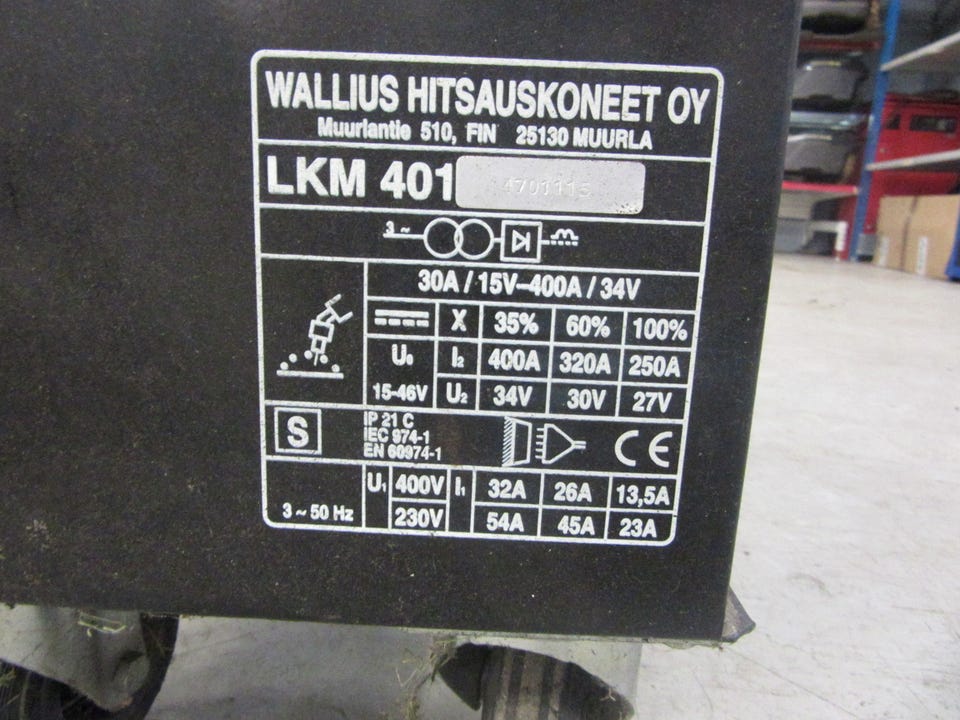 WALLIUS HITSAUSKONEET OY
Muurlantie 510, FIN 25130 MUURLA
LKM 401 4701115
3~
30A / 15V–400A / 34V
X 35% 60% 100%
U₀ I₂ 400A 320A 250A
15-46V U₂ 34V 30V 27V
S
IP 21 C
IEC 974-1
EN 60974-1
CE
U₁ 400V I₁ 32A 26A 13,5A
3 ~ 50 Hz 230V 54A 45A 23A